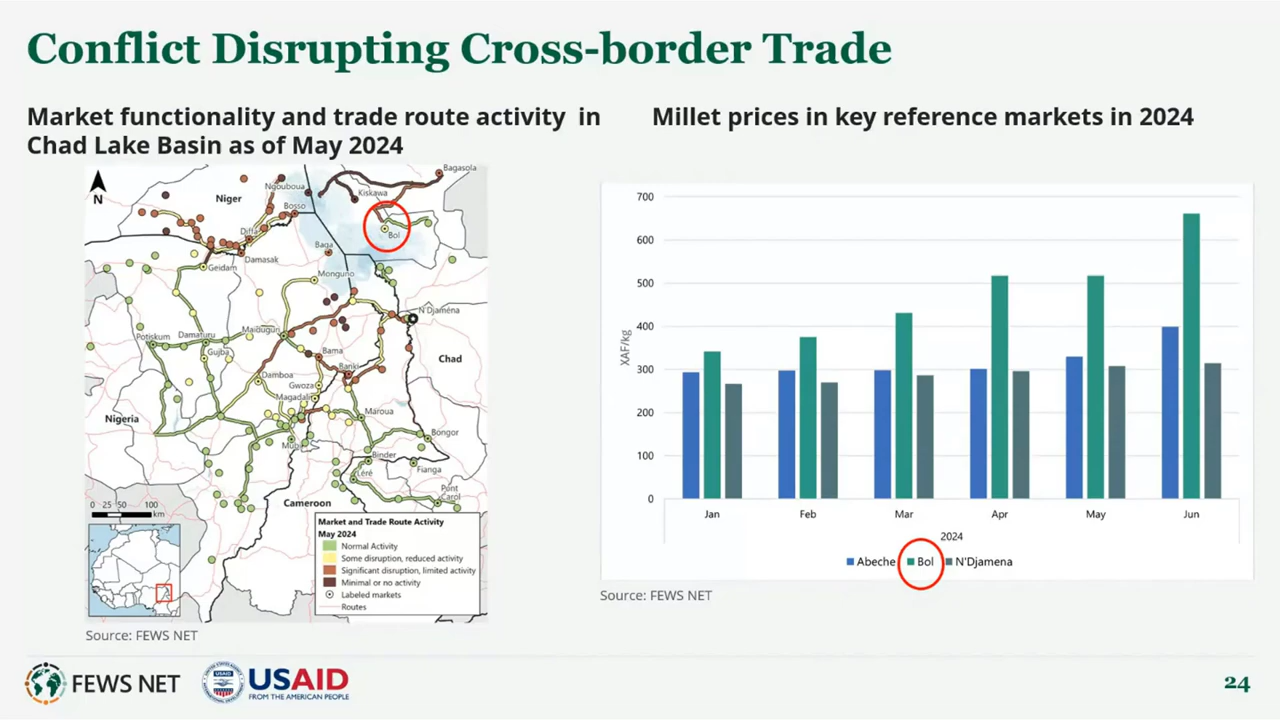 Conflict Disrupting Cross-border Trade
Market functionality and trade route activity in
Chad Lake Basin as of May 2024
N
Bagasola
Ngouboua
Kiskawa
Niger
Bosso
Diffa
Bol
Baga
Damasak
Geidam
Monguno
N'Djaména
Potiskum
Damaturu
Maiduguri
Gujba
Bama
Chad
Banki
Damboa
Gwoza
Magadali
Maroua
Nigeria
Mubi
Bongor
Binder
Fianga
Léré
Pont
Carol
Cameroon
0 25 50 100
km
Market and Trade Route Activity
May 2024
Normal Activity
Some disruption, reduced activity
Significant disruption, limited activity
Minimal or no activity
Labeled markets
Routes
Source: FEWS NET
Millet prices in key reference markets in 2024
700
600
500
400
300
200
100
0
XAF/kg
Jan Feb Mar Apr May Jun
2024
Abeche Bol N'Djamena
Source: FEWS NET
FEWS NET
USAID
FROM THE AMERICAN PEOPLE
24